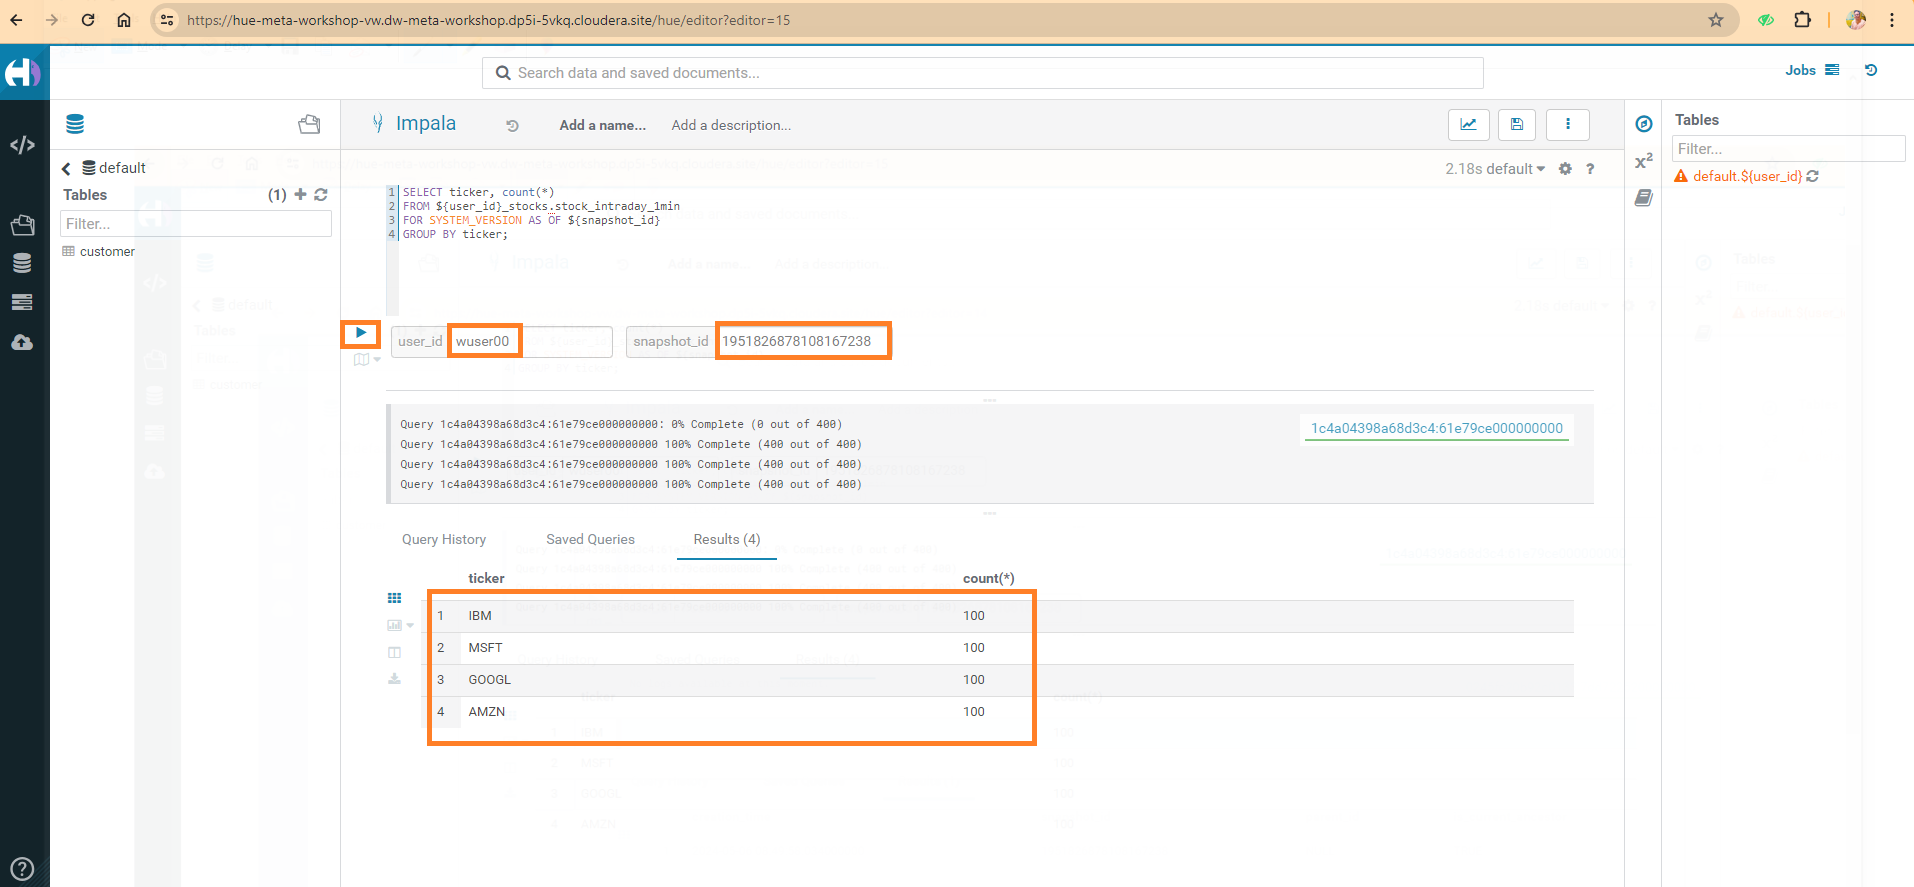 https://hue-meta-workshop-vw.dw-meta-workshop.dp5i-5vkq.cloudera.site/hue/editor?editor=15
Search data and saved documents...
Jobs
default
Tables (1)
Filter...
customer
Impala
Add a name... Add a description...
2.18s default ?
1 SELECT ticker, count(*)
2 FROM ${user_id}_stocks.stock_intraday_1min
3 FOR SYSTEM_VERSION AS OF ${snapshot_id}
4 GROUP BY ticker;
user_id wuser00 snapshot_id 1951826878108167238
Query 1c4a04398a68d3c4:61e79ce000000000: 0% Complete (0 out of 400)
Query 1c4a04398a68d3c4:61e79ce000000000 100% Complete (400 out of 400)
Query 1c4a04398a68d3c4:61e79ce000000000 100% Complete (400 out of 400)
Query 1c4a04398a68d3c4:61e79ce000000000 100% Complete (400 out of 400)
1c4a04398a68d3c4:61e79ce000000000
Query History Saved Queries Results (4)
ticker count(*)
1 IBM 100
2 MSFT 100
3 GOOGL 100
4 AMZN 100
x²
Tables
Filter...
default.${user_id}